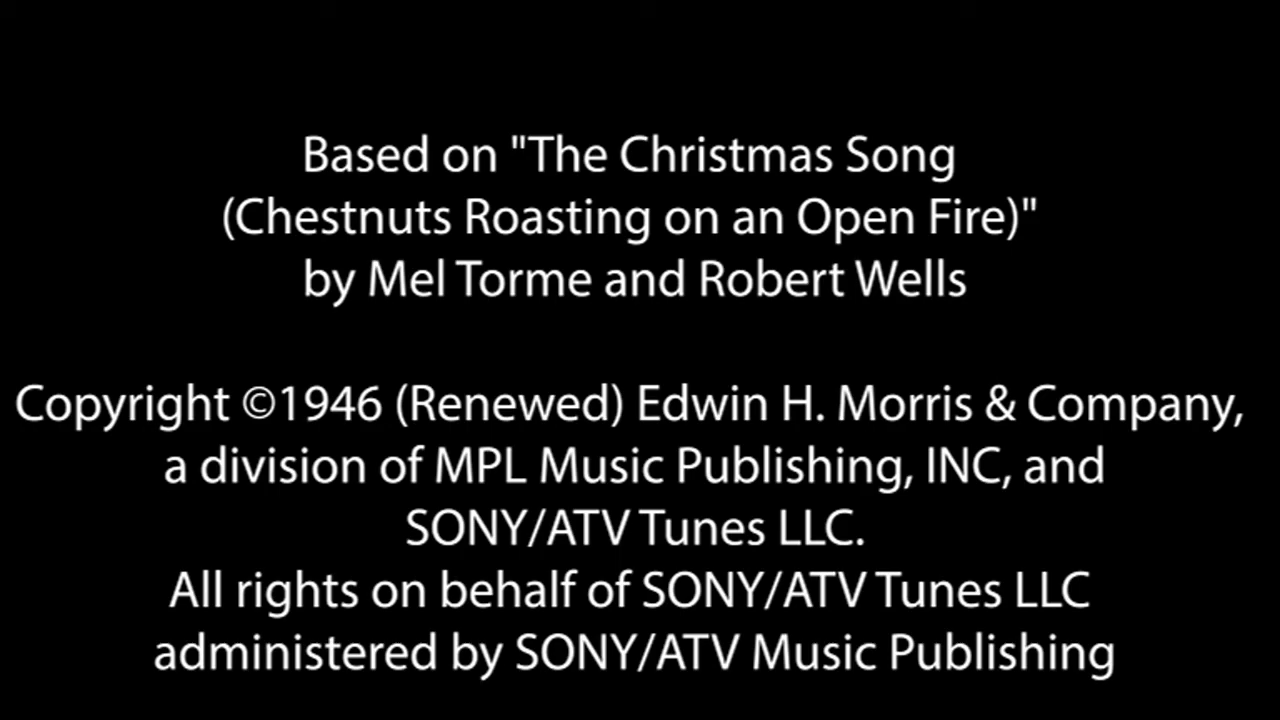 Based on "The Christmas Song
(Chestnuts Roasting on an Open Fire)"
by Mel Torme and Robert Wells
Copyright ©1946 (Renewed) Edwin H. Morris & Company,
a division of MPL Music Publishing, INC, and
SONY/ATV Tunes LLC.
All rights on behalf of SONY/ATV Tunes LLC
administered by SONY/ATV Music Publishing